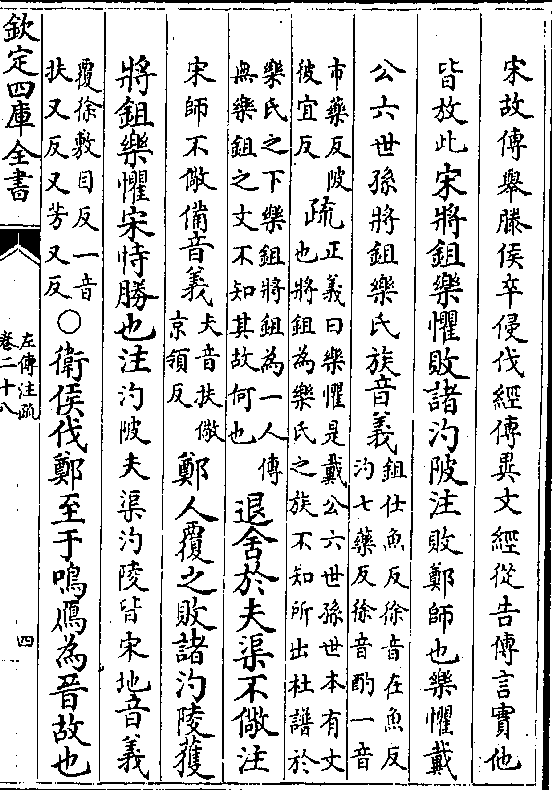 宋故傳舉滕侯卒侵伐經傳異文經從告傳言實他
皆放此宋將鉏樂懼敗諸汋陂注敗鄭師也樂懼戴
公六世孫將鉏樂氏族音義鉏仕魚反徐音在魚反
汋七藥反徐音酌一音
市藥反陂
彼宜反疏正義曰樂懼是戴公六世孫世本有文
也將鉏為樂氏之族不知所出杜譜於
樂氏之下樂鉏將鉏為一人傳
無樂鉏之文不知其故何也退舍於夫渠不儆注
宋師不儆備音義夫音扶儆
京領反鄭人覆之敗諸汋陵獲
將鉏樂懼宋恃勝也注汋陂夫渠汋陵皆宋地音義
覆徐敷目反一音
扶又反又芳又反○衛侯伐鄭至于鳴鴈為晉故也
欽定四庫全書
左傳注疏
卷二十八
四